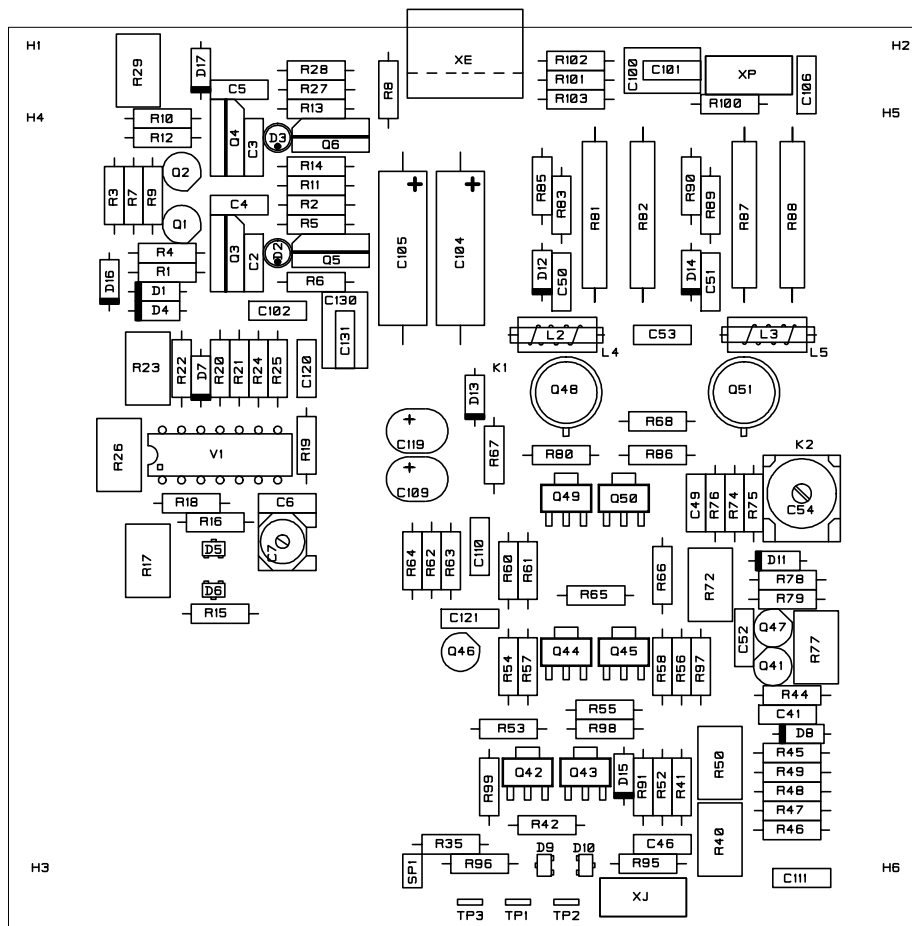 H1
H2
R29
D17
R28
R27
R13
R8
XE
R102
R101
R103
C100
C101
XP
R100
C106
H4
H5
C5
R10
R12
Q4
C3
D3
Q6
R14
R11
R2
R5
Q2
R3
R7
R9
C4
Q1
Q3
C2
D2
Q5
R6
R4
R1
D16
D1
D4
+
C105
+
C104
R85
R83
R81
R82
R90
R89
R87
R88
D12
C50
D14
C51
C102
C130
C131
L2
L4
C53
L3
L5
R23
R22
D7
R20
R21
R24
R25
C120
K1
D13
Q48
Q51
R26
V1
R19
+
C119
R67
R68
+
C109
R80
R86
K2
R18
R16
C6
C7
D5
D6
R17
R15
Q49
Q50
C49
R76
R74
R75
C54
R64
R62
R63
C110
R60
R61
R65
R66
R72
D11
R78
R79
C121
Q46
R54
R57
Q44
Q45
R58
R56
R97
C52
Q47
Q41
R77
R44
C41
D8
R55
R98
R53
R99
Q42
Q43
D15
R91
R52
R41
R50
R45
R49
R48
R47
R46
R42
R40
R35
R96
SP1
D9
D10
C46
R95
H3
H6
C111
XJ
TP3
TP1
TP2